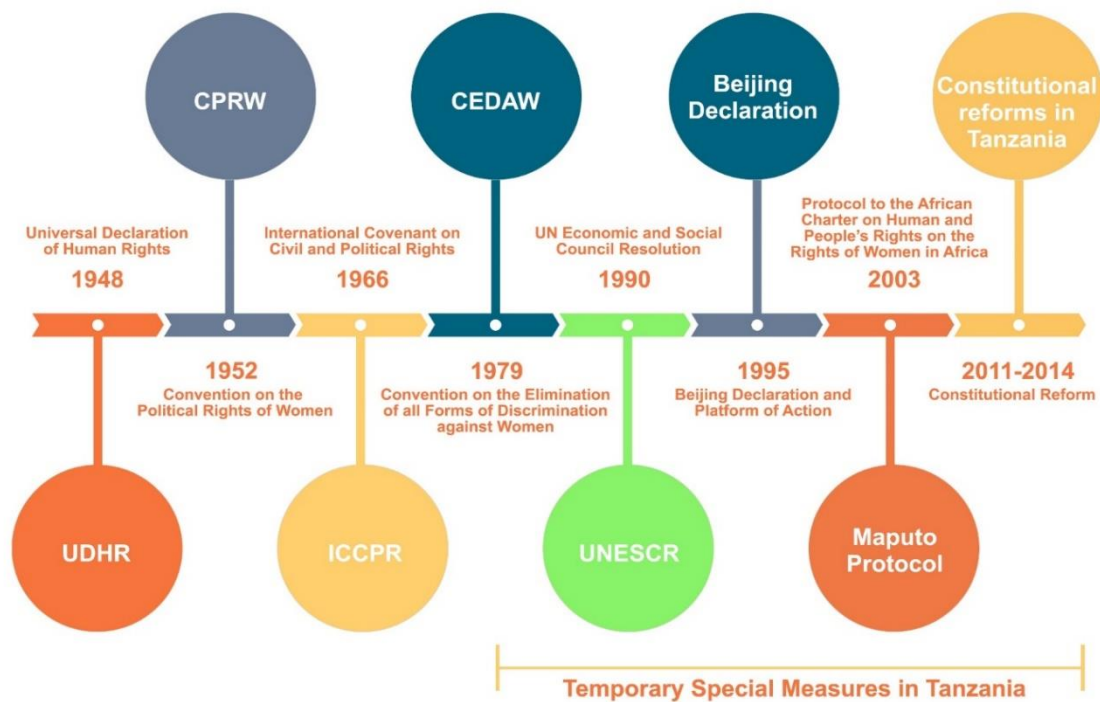 CPRW
CEDAW
Beijing
Declaration
Constitutional
reforms in
Tanzania
Universal Declaration
of Human Rights
1948
International Covenant on
Civil and Political Rights
1966
UN Economic and Social
Council Resolution
1990
Protocol to the African
Charter on Human and
People's Rights on the
Rights of Women in Africa
2003
1952
Convention on the
Political Rights of Women
1979
Convention on the Elimination
of all Forms of Discrimination
against Women
1995
Beijing Declaration and
Platform of Action
2011-2014
Constitutional Reform
UDHR
ICCPR
UNESCR
Maputo
Protocol
Temporary Special Measures in Tanzania